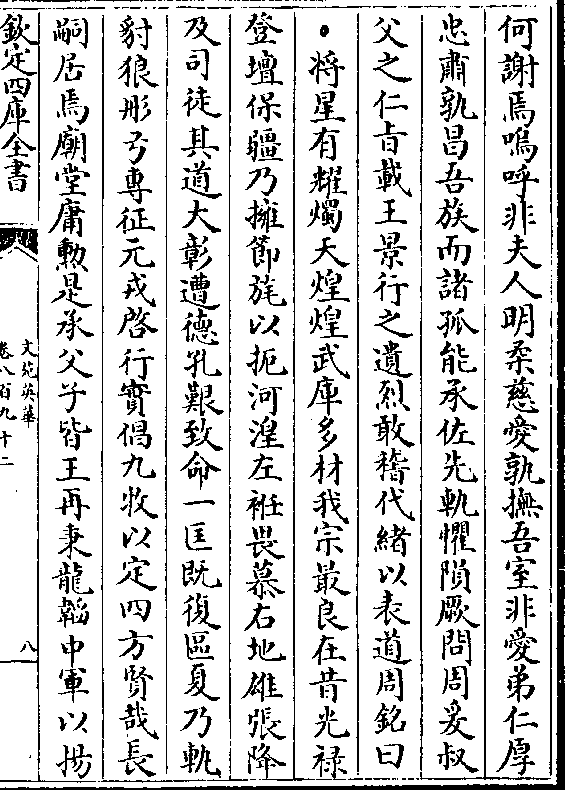 何謝焉嗚呼非夫人明柔慈愛孰撫吾室非愛弟仁厚
忠肅孰昌吾族而諸孤能承佐先軌懼隕厥問周爰叔
父之仁旨載王景行之遺烈敢稽代緒以表道周銘曰
將星有耀燭天煌煌武庫多材我宗最良在昔光禄
登壇保疆乃擁節旄以扼河湟左袵畏慕右地雄張降
及司徒其道大彰遭德孔艱致命一匡既復區夏乃軌
豺狼彤弓專征元戎啓行實倡九牧以定四方賢哉長
嗣居焉廟堂庸勲是承父子皆王再秉龍韜中軍以揚
欽定四庫全書
文苑英華
卷八百九十二
八